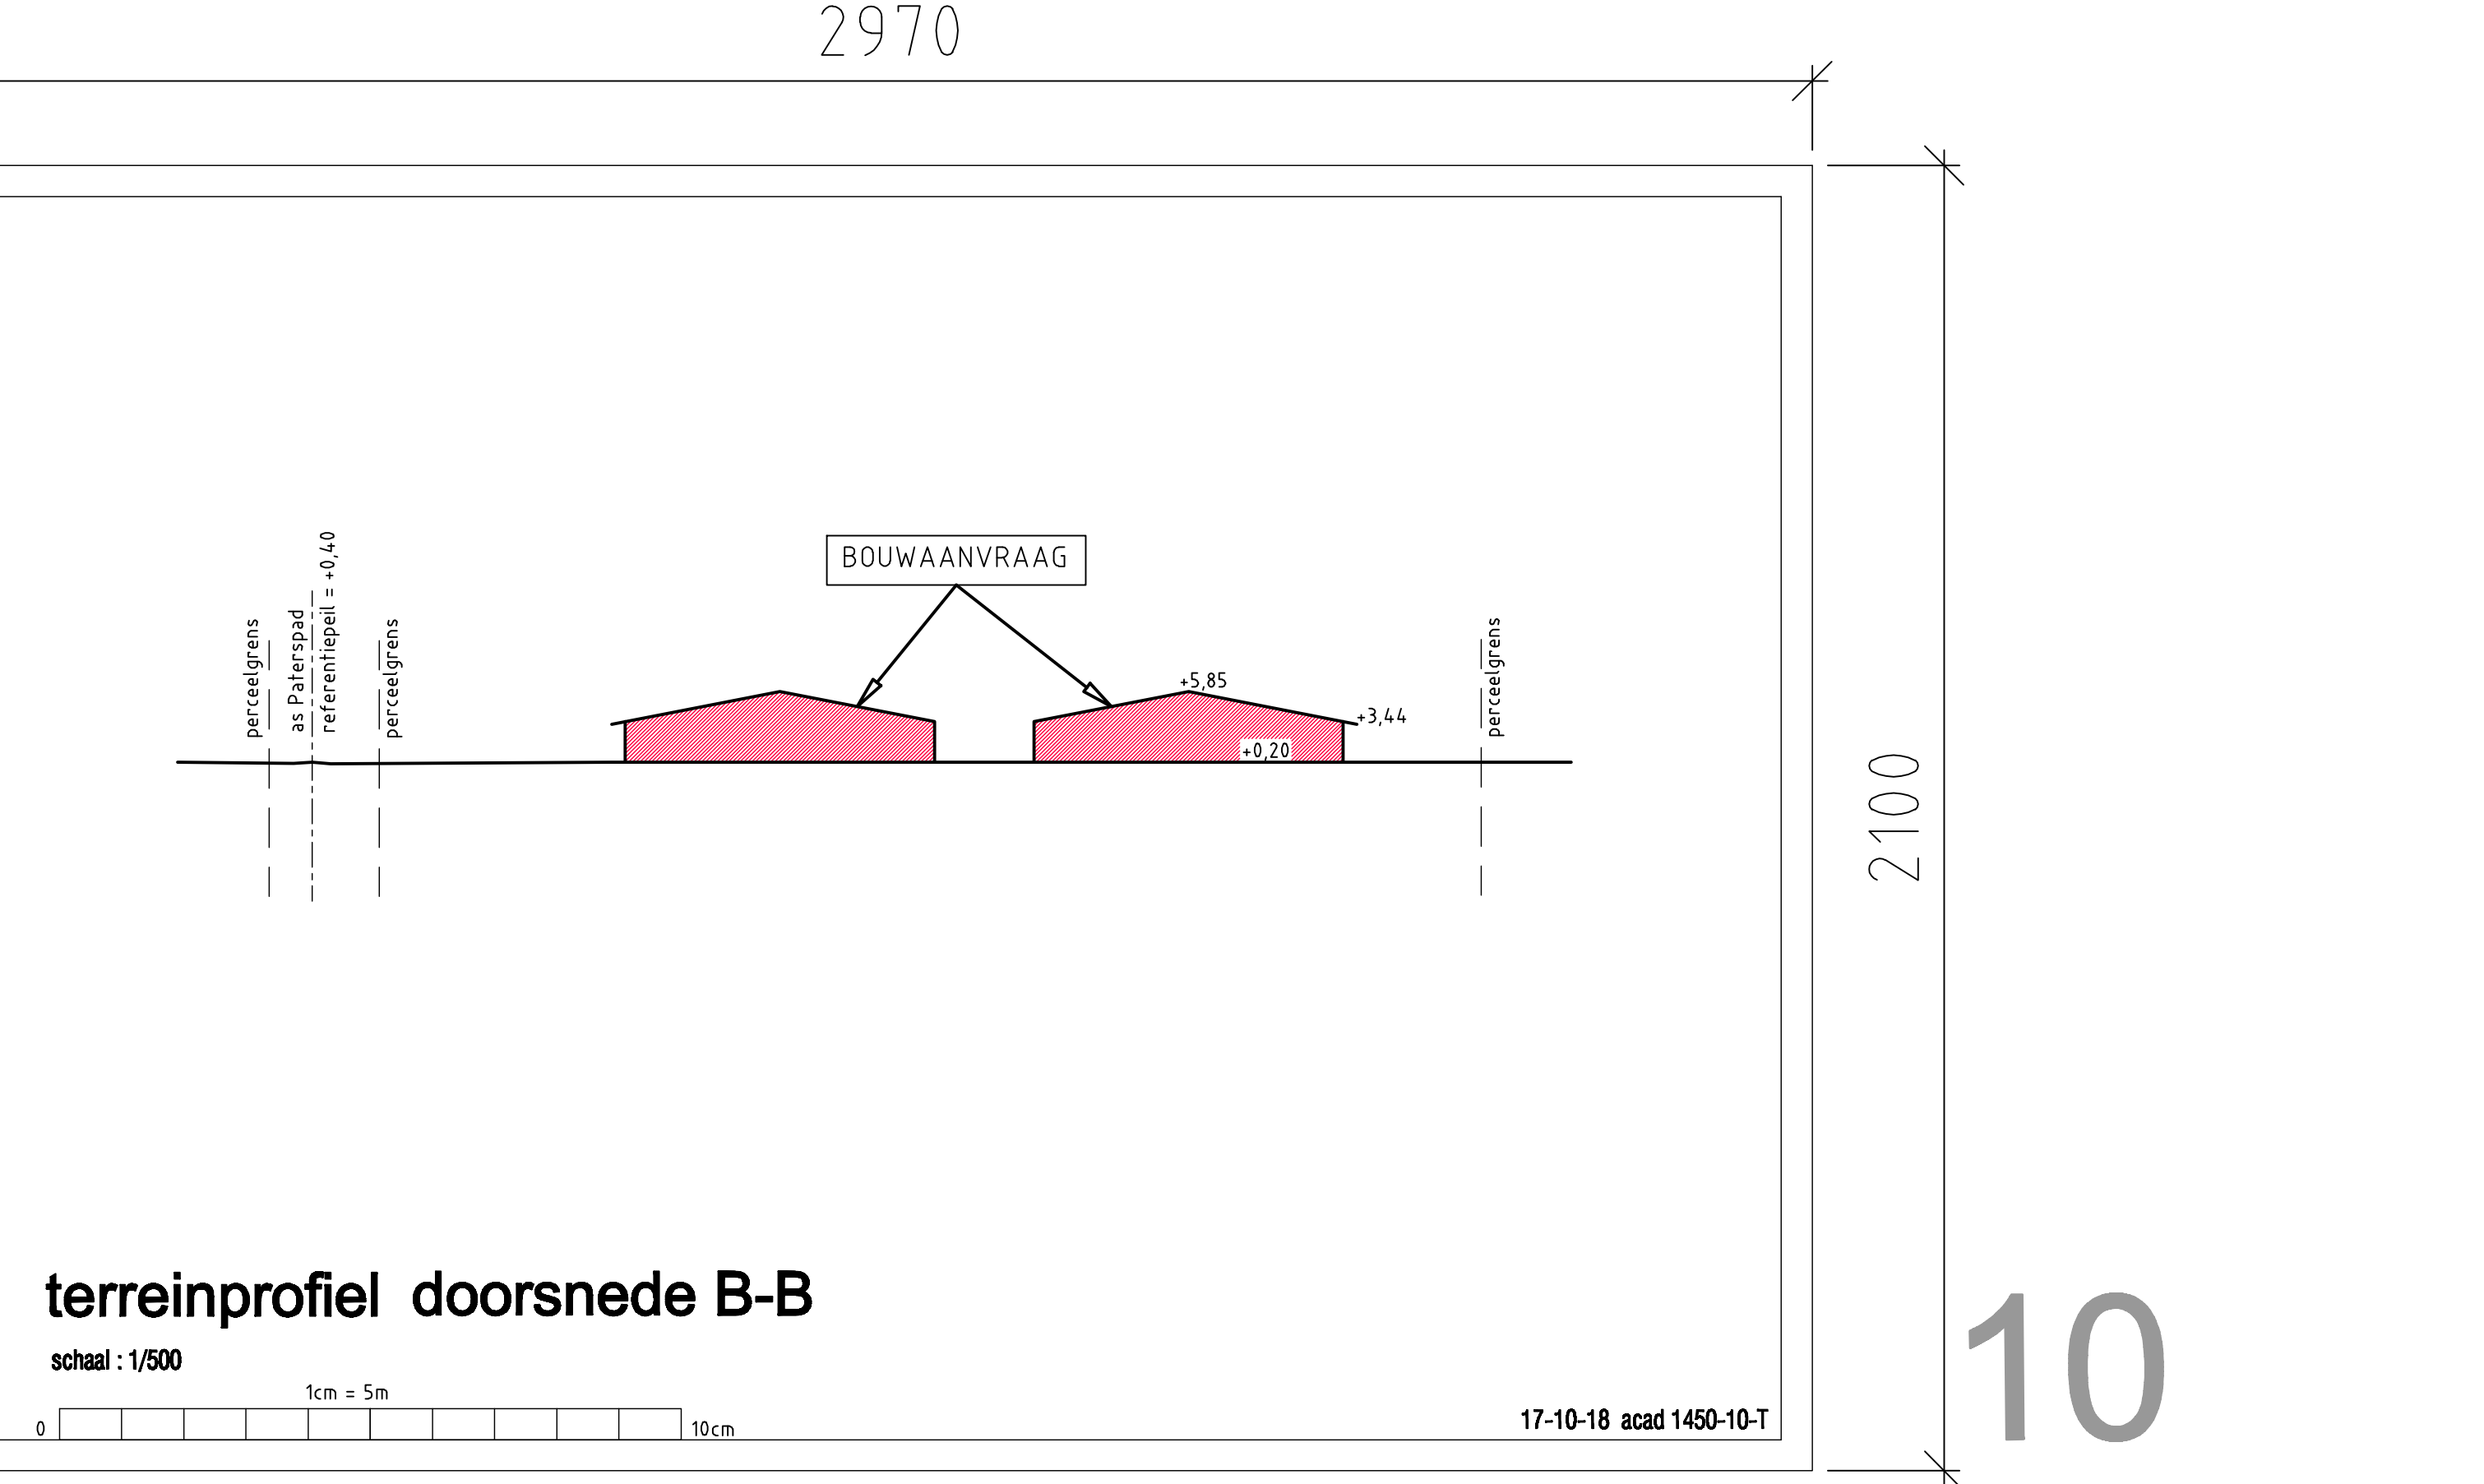 2970
BOUWAANVRAAG
perceelgrens
as Paterspad
referentiepeil = +0,40
perceelgrens
+5,85
+3,44
+0,20
perceelgrens
2100
terreinprofiel doorsnede B-B
schaal : 1/500
1cm = 5m
0
10cm
17-10-18 acad 1450-10-T
10